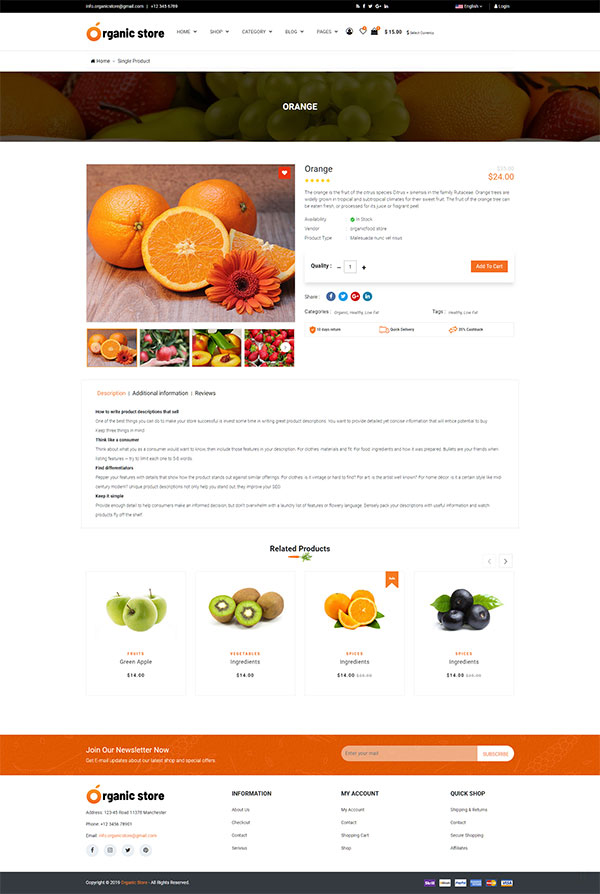 info.organicstore@gmail.com | +12 345 6789
English
Login
Organic store
HOME SHOP CATEGORY BLOG PAGES
$ 15.00
$ Select Currency
Home - Single Product
ORANGE
Orange
$24.00
The orange is the fruit of the citrus species Citrus × sinensis in the family Rutaceae. Orange trees are
widely grown in tropical and subtropical climates for their sweet fruit. The fruit of the orange tree can
be eaten fresh, or processed for its juice or fragrant peel.
Availability : In Stock
Vendor : organicfood store
Product Type : Malesuada nunc vel risus
Quality : – 1 +
Add To Cart
Share :
Categories : Organic, Healthy, Low Fat
Tags : Healthy, Low Fat
10 days return
Quick Delivery
35% Cashback
Description | Additional information | Reviews
How to write product descriptions that sell
One of the best things you can do to make your store successful is invest some time in writing great product descriptions. You want to provide detailed yet concise information that will entice potential to buy.
Keep three things in mind:
Think like a consumer
Think about what you as a consumer would want to know, then include those features in your description. For clothes: materials and fit. For food: ingredients and how it was prepared. Bullets are your friends when
listing features — try to limit each one to 5-8 words.
Find differentiators
Pepper your features with details that show how the product stands out against similar offerings. For clothes: is it vintage or hard to find? For art: is the artist well known? For home décor: is it a certain style like mid-
century modern? Unique product descriptions not only help you stand out, they improve your SEO.
Keep it simple
Provide enough detail to help consumers make an informed decision, but don't overwhelm with a laundry list of features or flowery language. Densely pack your descriptions with useful information and watch
products fly off the shelf.
Related Products
FRUITS
Green Apple
$14.00
VEGETABLES
Ingredients
$14.00
SPICES
Ingredients
$14.00
SPICES
Ingredients
$14.00
Join Our Newsletter Now
Get E-mail updates about our latest shop and special offers.
Enter your mail
SUBSCRIBE
Organic store
Address: 123-45 Road 11378 Manchester
Phone: +12 3456 78901
Email: info.organicstore@gmail.com
INFORMATION
About Us
Checkout
Contact
Serivous
MY ACCOUNT
My Account
Contact
Shopping Cart
Shop
QUICK SHOP
Shipping & Returns
Contact
Secure Shopping
Affiliates
Copyright © 2019 Organic Store - All Rights Reserved.
Skrill
VISA